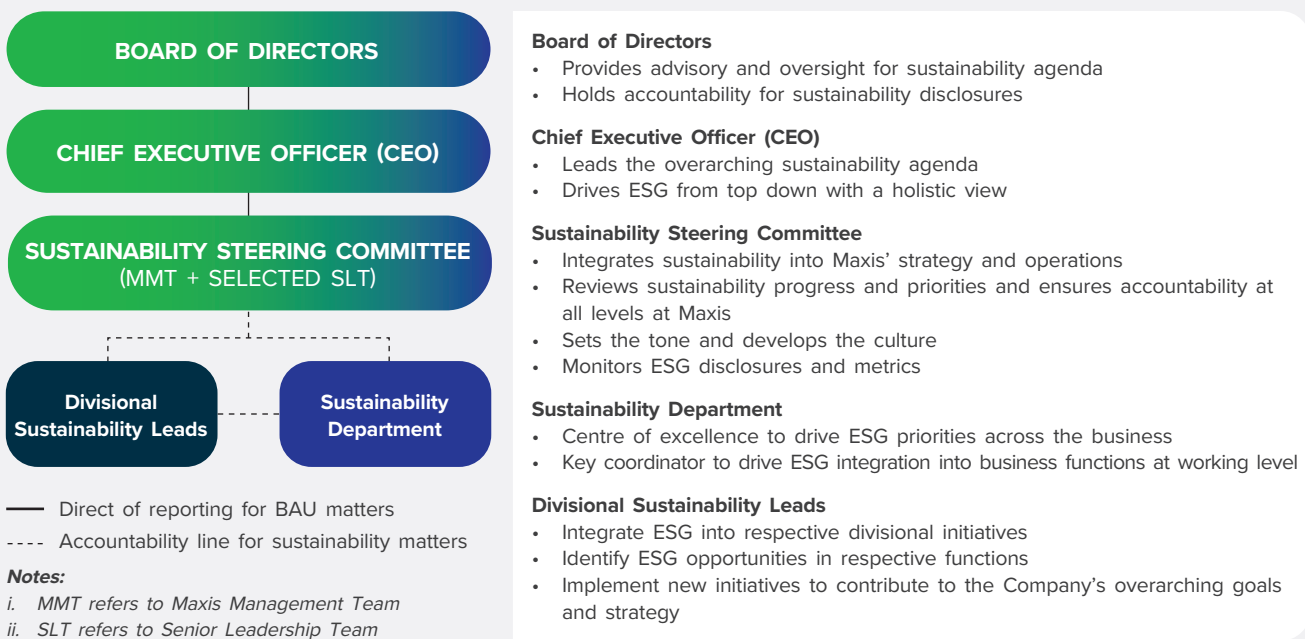 BOARD OF DIRECTORS
CHIEF EXECUTIVE OFFICER (CEO)
SUSTAINABILITY STEERING COMMITTEE
(MMT + SELECTED SLT)
Divisional
Sustainability Leads
Sustainability
Department
Direct of reporting for BAU matters
Accountability line for sustainability matters
Notes:
i. MMT refers to Maxis Management Team
ii. SLT refers to Senior Leadership Team
Board of Directors
• Provides advisory and oversight for sustainability agenda
• Holds accountability for sustainability disclosures
Chief Executive Officer (CEO)
• Leads the overarching sustainability agenda
• Drives ESG from top down with a holistic view
Sustainability Steering Committee
• Integrates sustainability into Maxis’ strategy and operations
• Reviews sustainability progress and priorities and ensures accountability at
all levels at Maxis
• Sets the tone and develops the culture
• Monitors ESG disclosures and metrics
Sustainability Department
• Centre of excellence to drive ESG priorities across the business
• Key coordinator to drive ESG integration into business functions at working level
Divisional Sustainability Leads
• Integrate ESG into respective divisional initiatives
• Identify ESG opportunities in respective functions
• Implement new initiatives to contribute to the Company’s overarching goals
and strategy